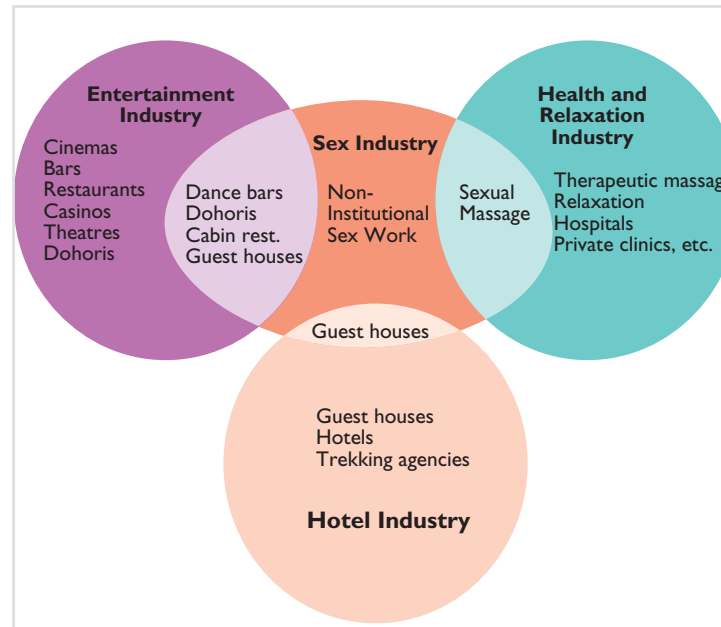 Entertainment
Industry
Cinemas
Bars
Restaurants
Casinos
Theatres
Dohoris
Dance bars
Dohoris
Cabin rest.
Guest houses
Sex Industry
Non-
Institutional
Sex Work
Sexual
Massage
Health and
Relaxation
Industry
Therapeutic massag
Relaxation
Hospitals
Private clinics, etc.
Guest houses
Guest houses
Hotels
Trekking agencies
Hotel Industry